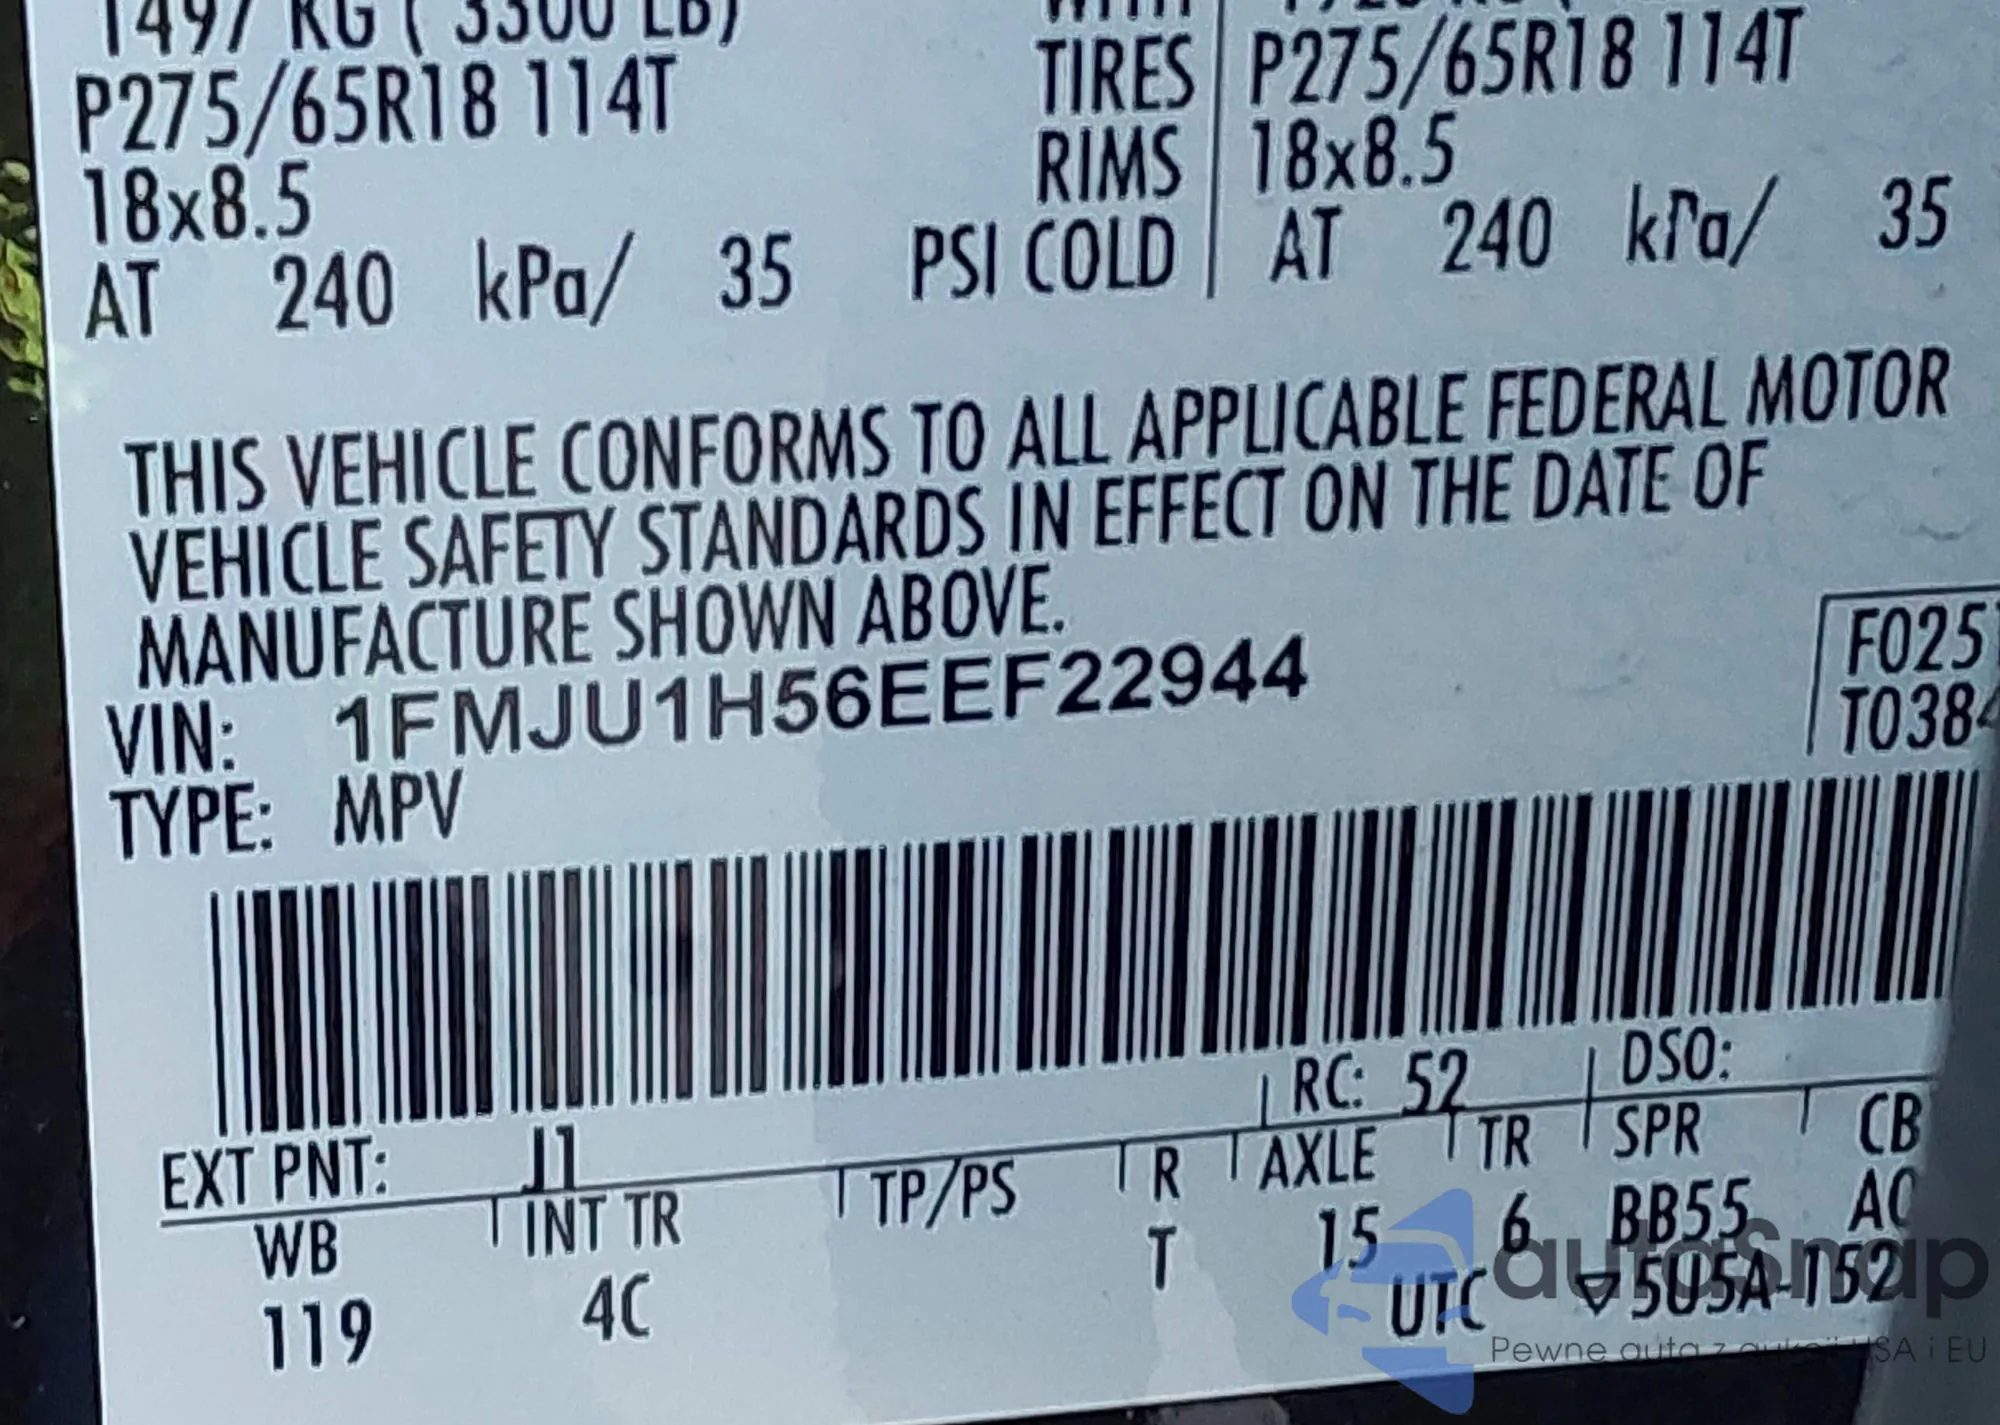 1497 KG ( 3300 LB)
P275/65R18 114T TIRES P275/65R18 114T
18x8.5 RIMS 18x8.5
AT 240 kPa/ 35 PSI COLD AT 240 kPa/ 35
THIS VEHICLE CONFORMS TO ALL APPLICABLE FEDERAL MOTOR
VEHICLE SAFETY STANDARDS IN EFFECT ON THE DATE OF
MANUFACTURE SHOWN ABOVE.
VIN: 1FMJU1H56EEF22944
F025
T038
TYPE: MPV
RC: 52 DSO:
EXT PNT: J1
WB INT TR TP/PS R AXLE TR SPR CB
119 4C T 15 6 BB55
UTC ▽5U5A-152
autoSnap
Pewne auta z aukcji USA i EU